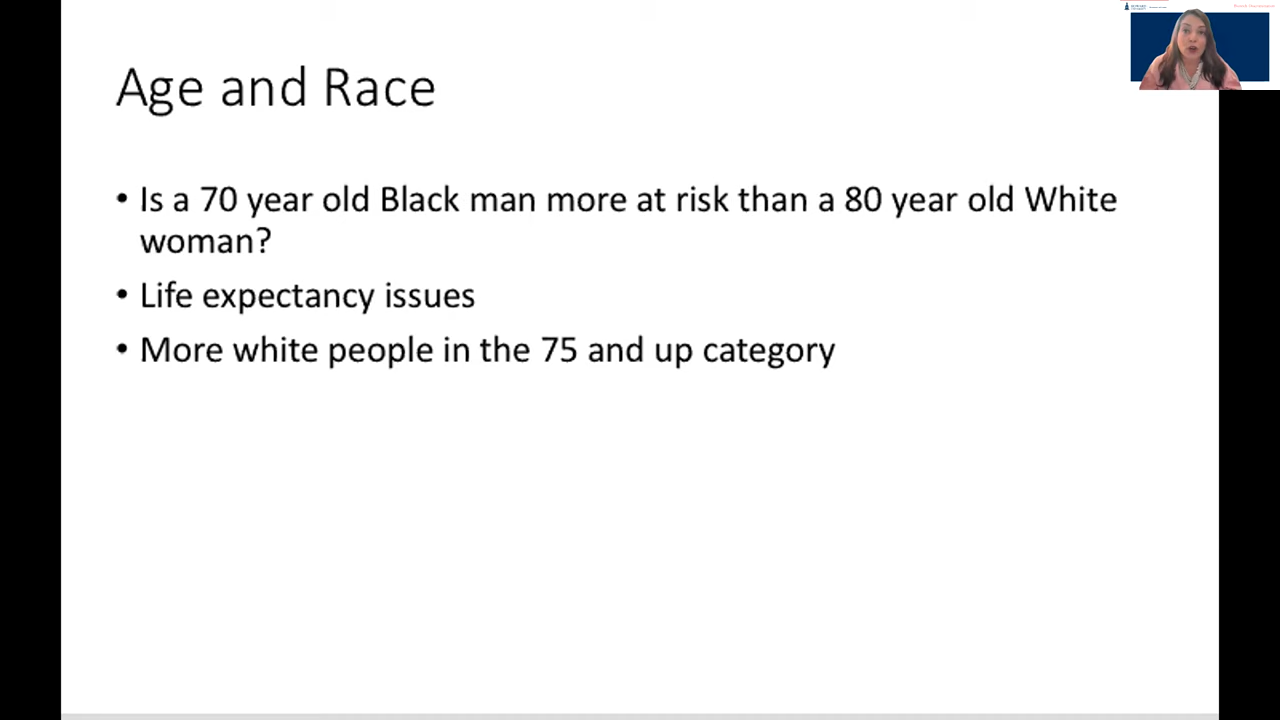 Age and Race
• Is a 70 year old Black man more at risk than a 80 year old White
woman?
• Life expectancy issues
• More white people in the 75 and up category